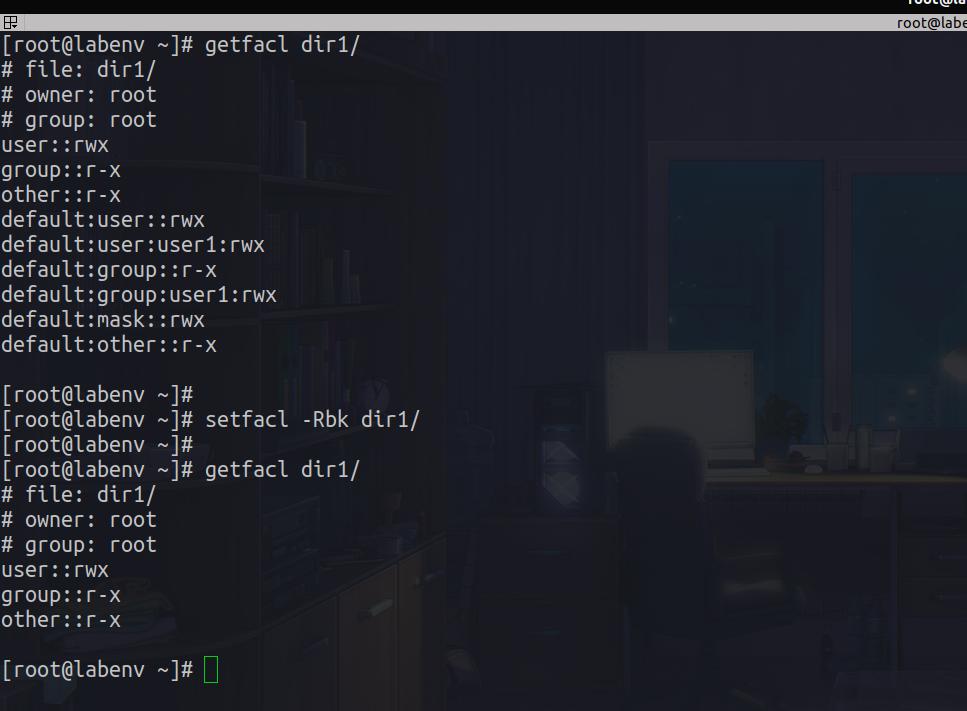 root@labe
[root@labenv ~]# getfacl dir1/
# file: dir1/
# owner: root
# group: root
user::rwx
group::r-x
other::r-x
default:user::rwx
default:user:user1:rwx
default:group::r-x
default:group:user1:rwx
default:mask::rwx
default:other::r-x
[root@labenv ~]#
[root@labenv ~]# setfacl -Rbk dir1/
[root@labenv ~]#
[root@labenv ~]# getfacl dir1/
# file: dir1/
# owner: root
# group: root
user::rwx
group::r-x
other::r-x
[root@labenv ~]#